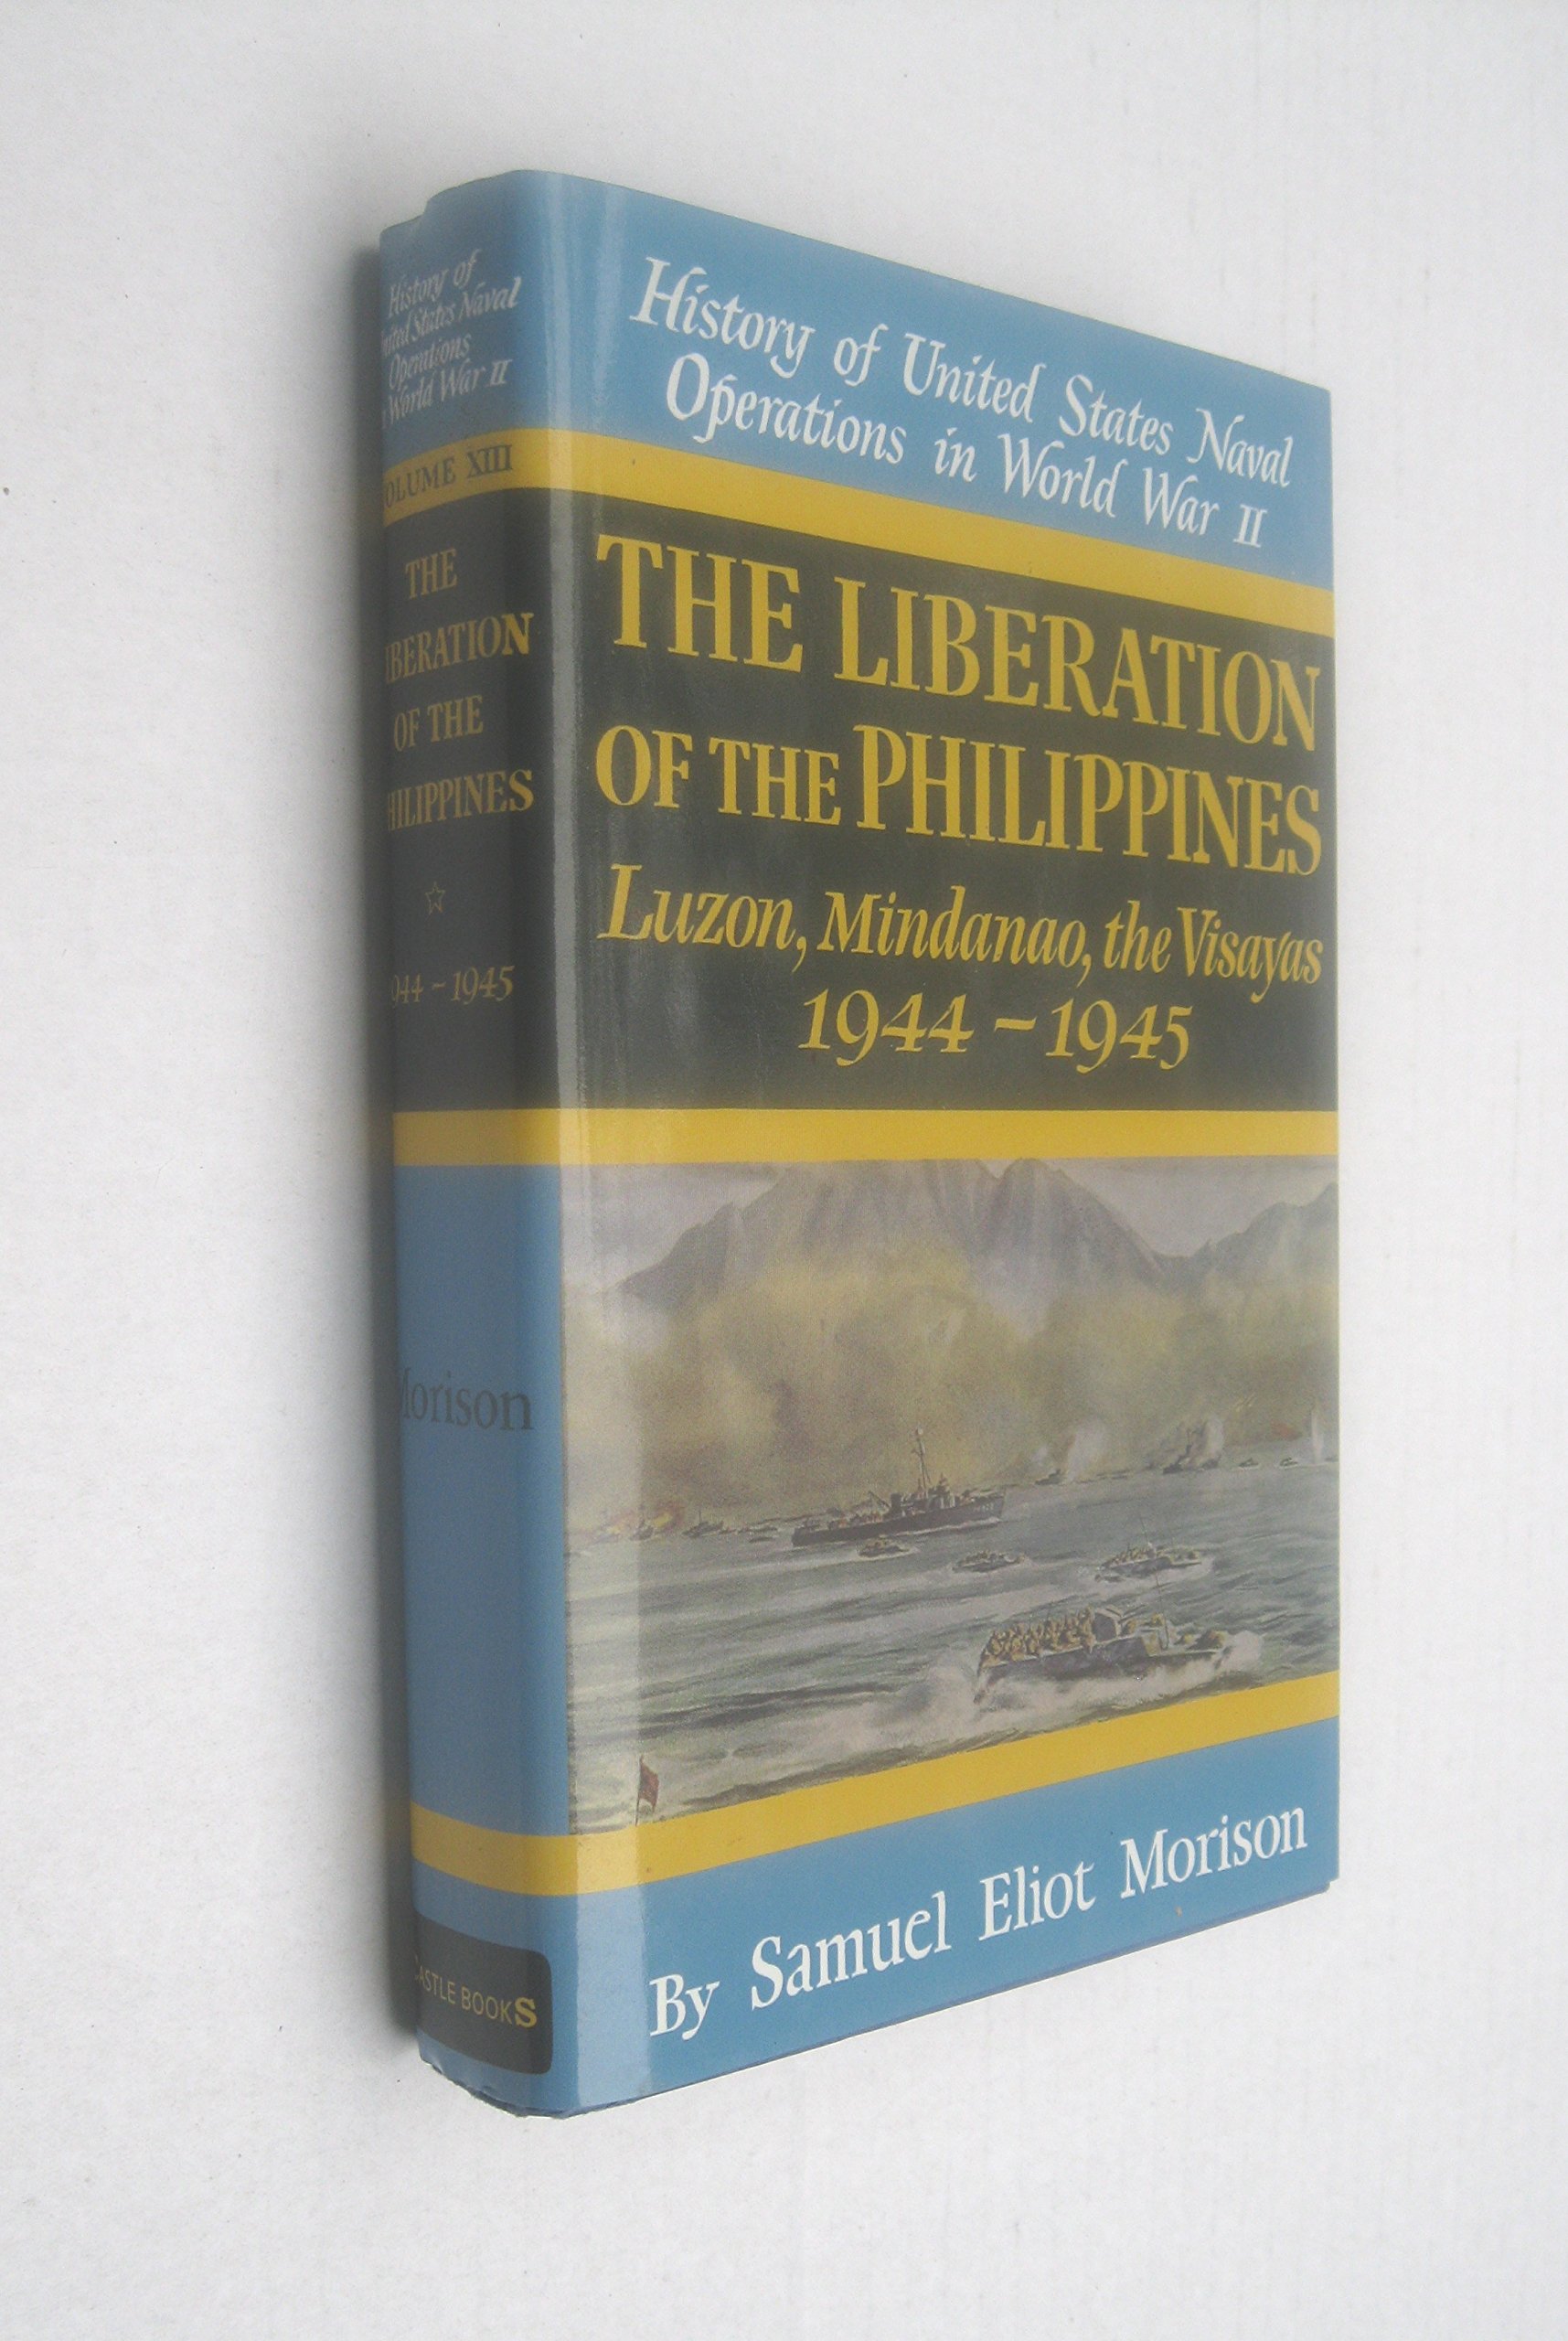 History of
United States Naval
Operations
in World War II
VOLUME XIII
THE
LIBERATION
OF THE
PHILIPPINES
1944 – 1945
Morison
CASTLE BOOKS
History of United States Naval
Operations in World War II
THE LIBERATION
OF THE PHILIPPINES
Luzon, Mindanao, the Visayas
1944 – 1945
By Samuel Eliot Morison